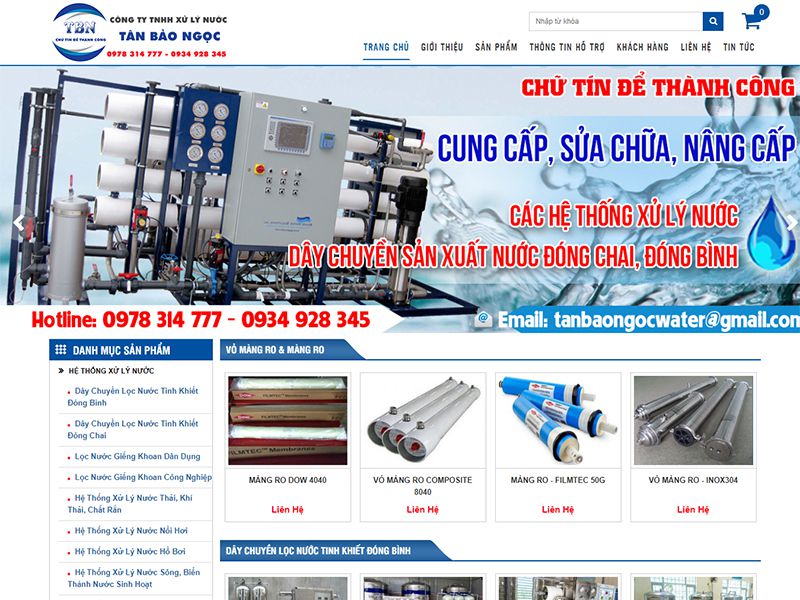 TBN
CHỮ TÍN ĐỂ THÀNH CÔNG
CÔNG TY TNHH XỬ LÝ NƯỚC
TÂN BẢO NGỌC
0978 314 777 - 0934 928 345
Nhập từ khóa
0
TRANG CHỦ GIỚI THIỆU SẢN PHẨM THÔNG TIN HỖ TRỢ KHÁCH HÀNG LIÊN HỆ TIN TỨC
CHỮ TÍN ĐỂ THÀNH CÔNG
CUNG CẤP, SỬA CHỮA, NÂNG CẤP
CÁC HỆ THỐNG XỬ LÝ NƯỚC
DÂY CHUYỀN SẢN XUẤT NƯỚC ĐÓNG CHAI, ĐÓNG BÌNH
Hotline: 0978 314 777 - 0934 928 345
@ Email: tanbaongocwater@gmail.com
DANH MỤC SẢN PHẨM
HỆ THỐNG XỬ LÝ NƯỚC
Dây Chuyền Lọc Nước Tinh Khiết
Đóng Bình
Dây Chuyền Lọc Nước Tinh Khiết
Đóng Chai
Lọc Nước Giếng Khoan Dân Dụng
Lọc Nước Giếng Khoan Công Nghiệp
Hệ Thống Xử Lý Nước Thải, Khí
Thải, Chất Rắn
Hệ Thống Xử Lý Nước Nồi Hơi
Hệ Thống Xử Lý Nước Hồ Bơi
Hệ Thống Xử Lý Nước Sông, Biển
Thành Nước Sinh Hoạt
VỎ MÀNG RO & MÀNG RO
FILMTEC™ Membranes
FILMTEC™ Membranes
MÀNG RO DOW 4040
Liên Hệ
VỎ MÀNG RO COMPOSITE
8040
Liên Hệ
MÀNG RO - FILMTEC 50G
Liên Hệ
VỎ MÀNG RO - INOX304
Liên Hệ
DÂY CHUYỀN LỌC NƯỚC TINH KHIẾT ĐÓNG BÌNH